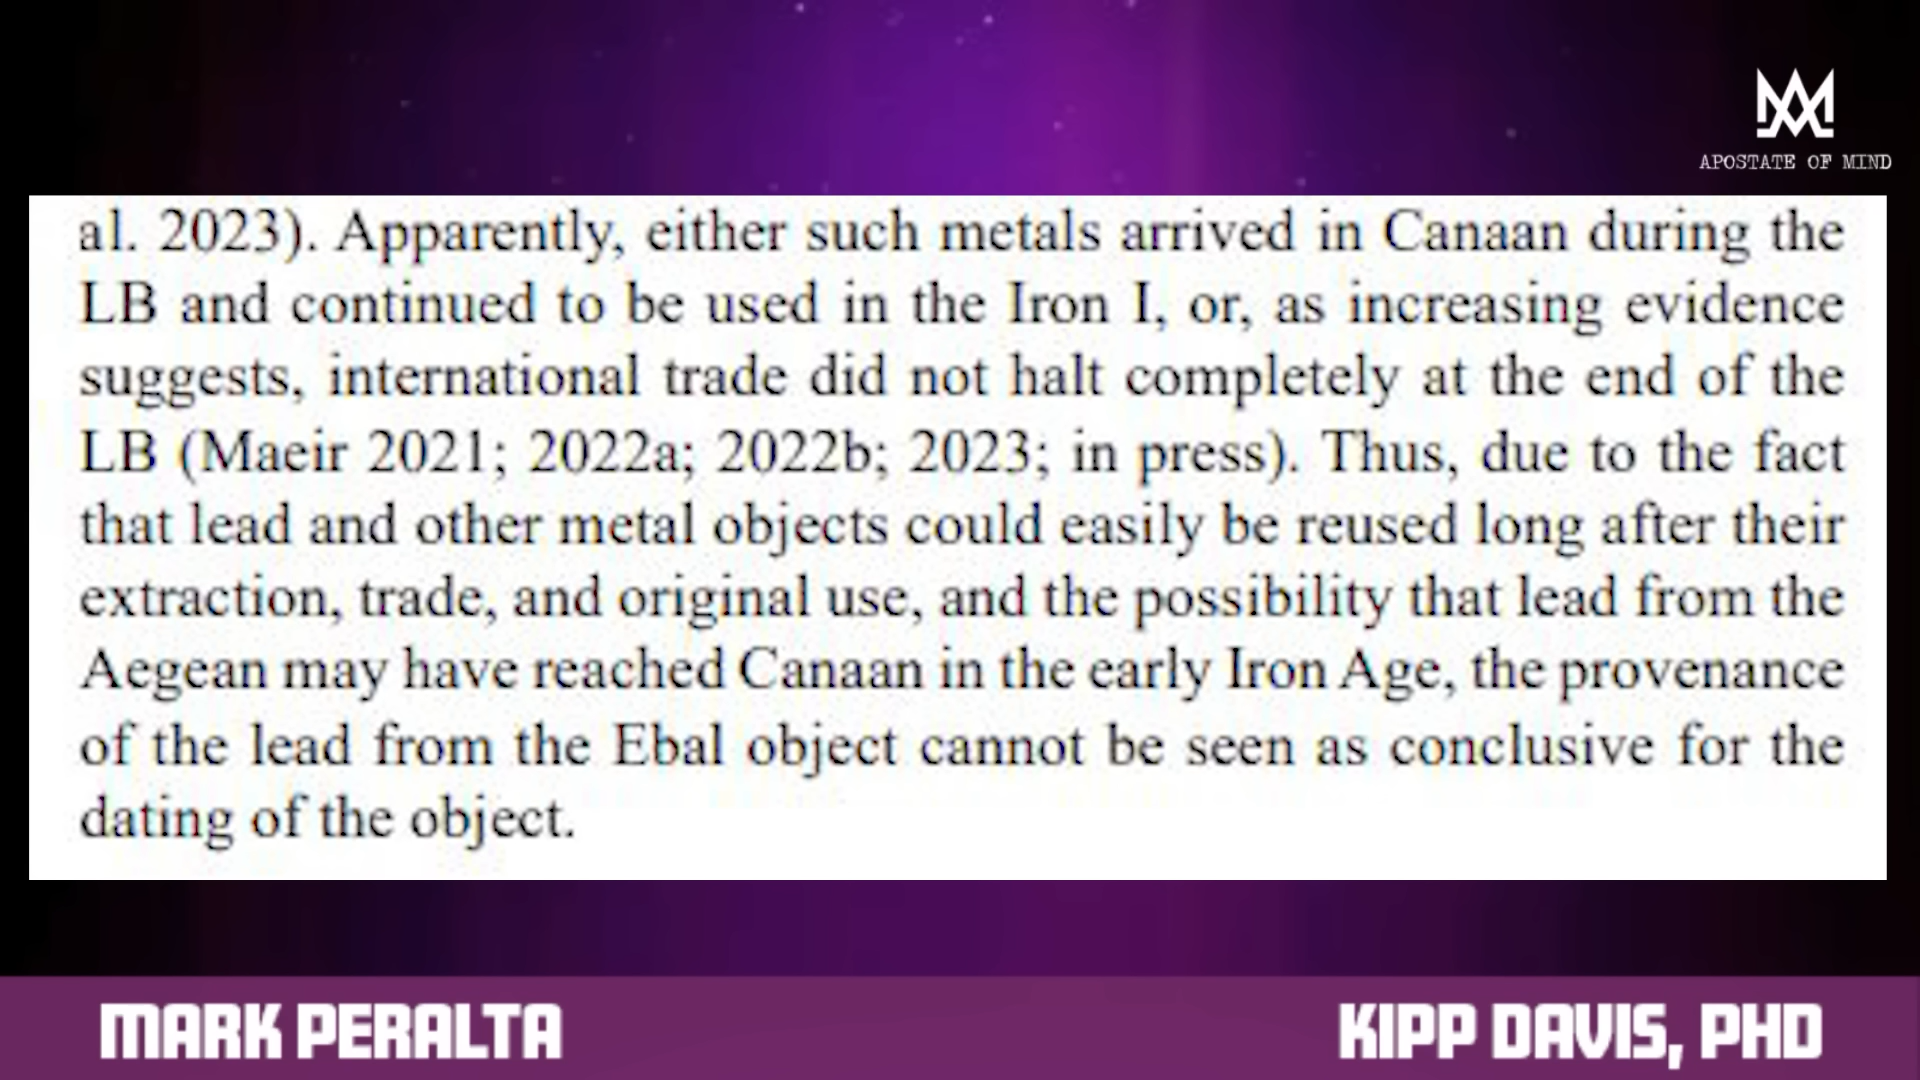 APOSTATE OF MIND
al. 2023). Apparently, either such metals arrived in Canaan during the
LB and continued to be used in the Iron I, or, as increasing evidence
suggests, international trade did not halt completely at the end of the
LB (Maeir 2021; 2022a; 2022b; 2023; in press). Thus, due to the fact
that lead and other metal objects could easily be reused long after their
extraction, trade, and original use, and the possibility that lead from the
Aegean may have reached Canaan in the early Iron Age, the provenance
of the lead from the Ebal object cannot be seen as conclusive for the
dating of the object.
MARK PERALTA
KIPP DAVIS, PHD